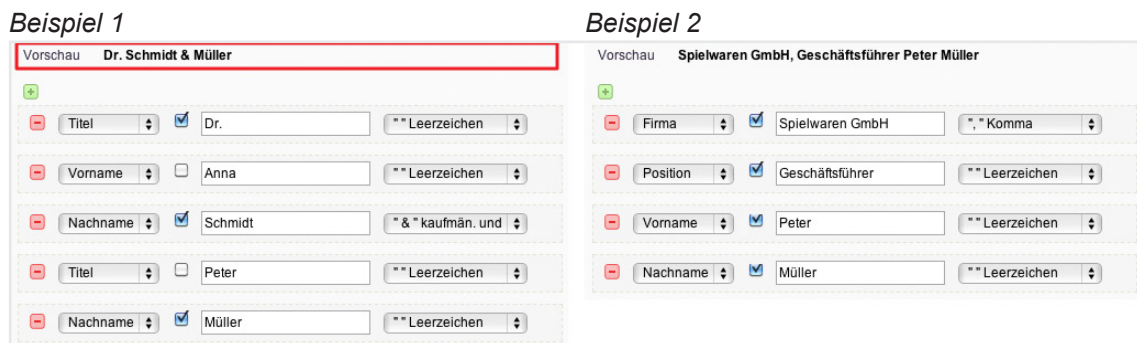 Beispiel 1
Vorschau Dr. Schmidt & Müller
Titel Dr. " " Leerzeichen
Vorname Anna " " Leerzeichen
Nachname Schmidt " & " kaufmän. und
Titel Peter " " Leerzeichen
Nachname Müller " " Leerzeichen
Beispiel 2
Vorschau Spielwaren GmbH, Geschäftsführer Peter Müller
Firma Spielwaren GmbH ", " Komma
Position Geschäftsführer " " Leerzeichen
Vorname Peter " " Leerzeichen
Nachname Müller " " Leerzeichen